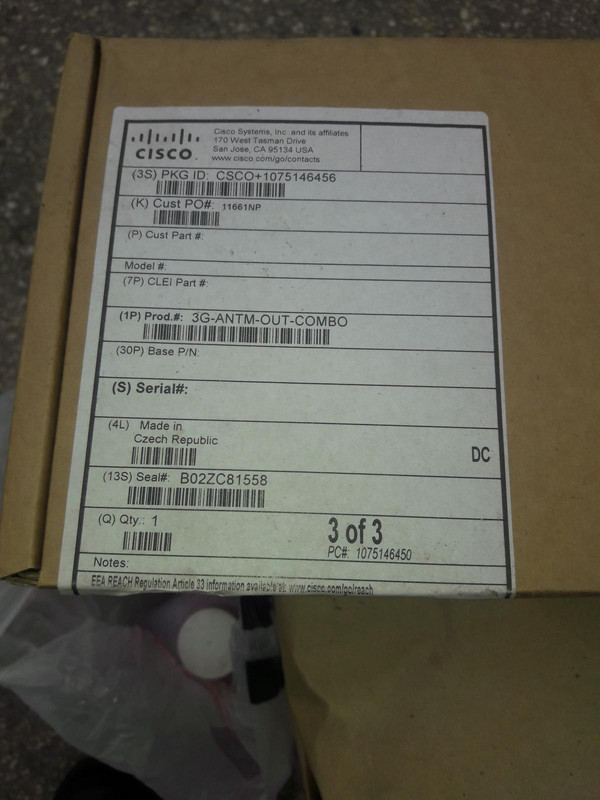 CISCO
Cisco Systems, Inc. and its affiliates
170 West Tasman Drive
San Jose, CA 95134 USA
www.cisco.com/go/contacts
(3S) PKG ID: CSCO+1075146456
(K) Cust PO#: 11661NP
(P) Cust Part #:
Model #:
(7P) CLEI Part #:
(1P) Prod.#: 3G-ANTM-OUT-COMBO
(30P) Base P/N:
(S) Serial#:
(4L) Made in
Czech Republic
DC
(13S) Seal#: B02ZC81558
(Q) Qty.: 1
3 of 3
PC#: 1075146450
Notes:
EEA REACH Regulation Article 33 information available at: www.cisco.com/go/reach